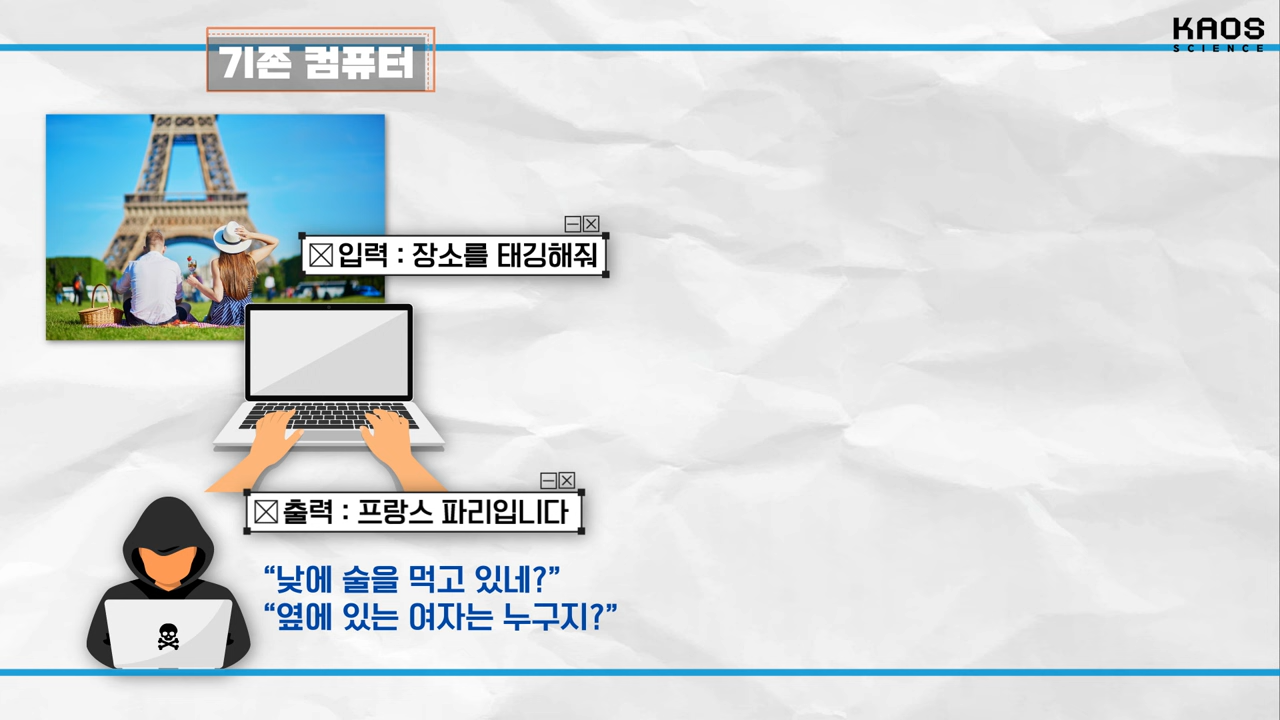 KAOS
SCIENCE
기존 컴퓨터
입력 : 장소를 태깅해줘
출력 : 프랑스 파리입니다
“낮에 술을 먹고 있네?”
“옆에 있는 여자는 누구지?”